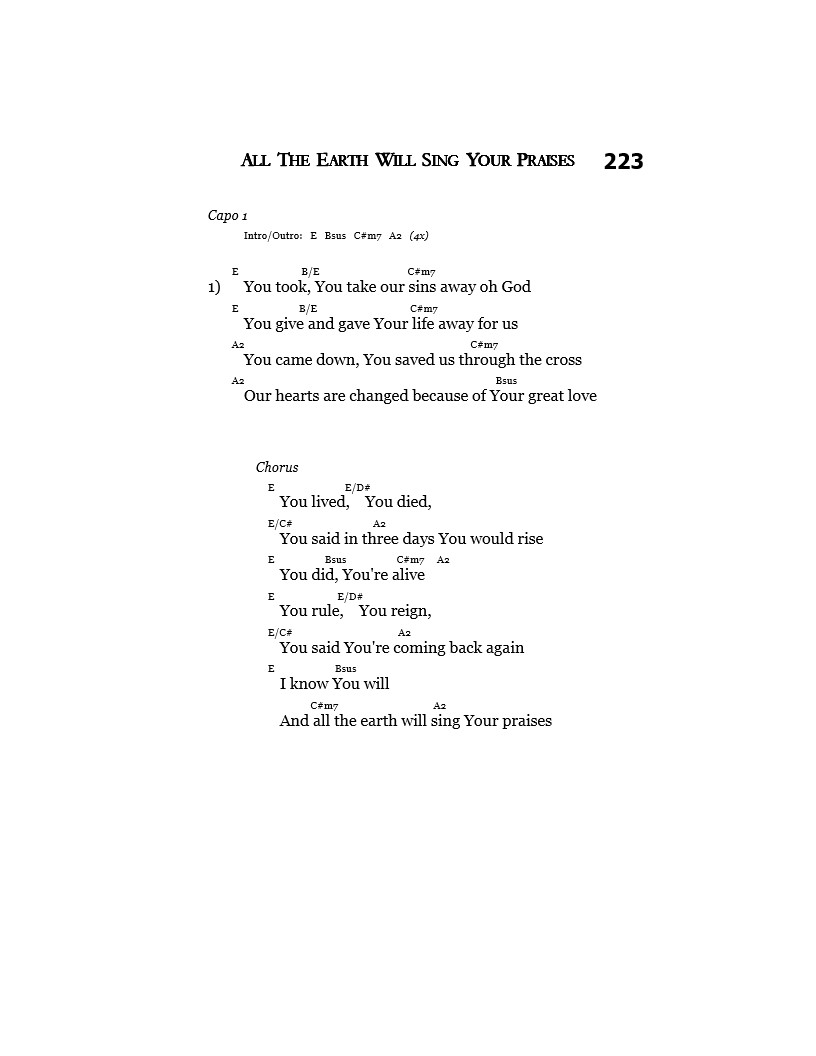 ALL THE EARTH WILL SING YOUR PRAISES 223
Capo 1
Intro/Outro: E Bsus C#m7 A2 (4x)
E B/E C#m7
1) You took, You take our sins away oh God
E B/E C#m7
You give and gave Your life away for us
A2 C#m7
You came down, You saved us through the cross
A2 Bsus
Our hearts are changed because of Your great love
Chorus
E E/D#
You lived, You died,
E/C# A2
You said in three days You would rise
E Bsus C#m7 A2
You did, You're alive
E E/D#
You rule, You reign,
E/C# A2
You said You're coming back again
E Bsus
I know You will
C#m7 A2
And all the earth will sing Your praises